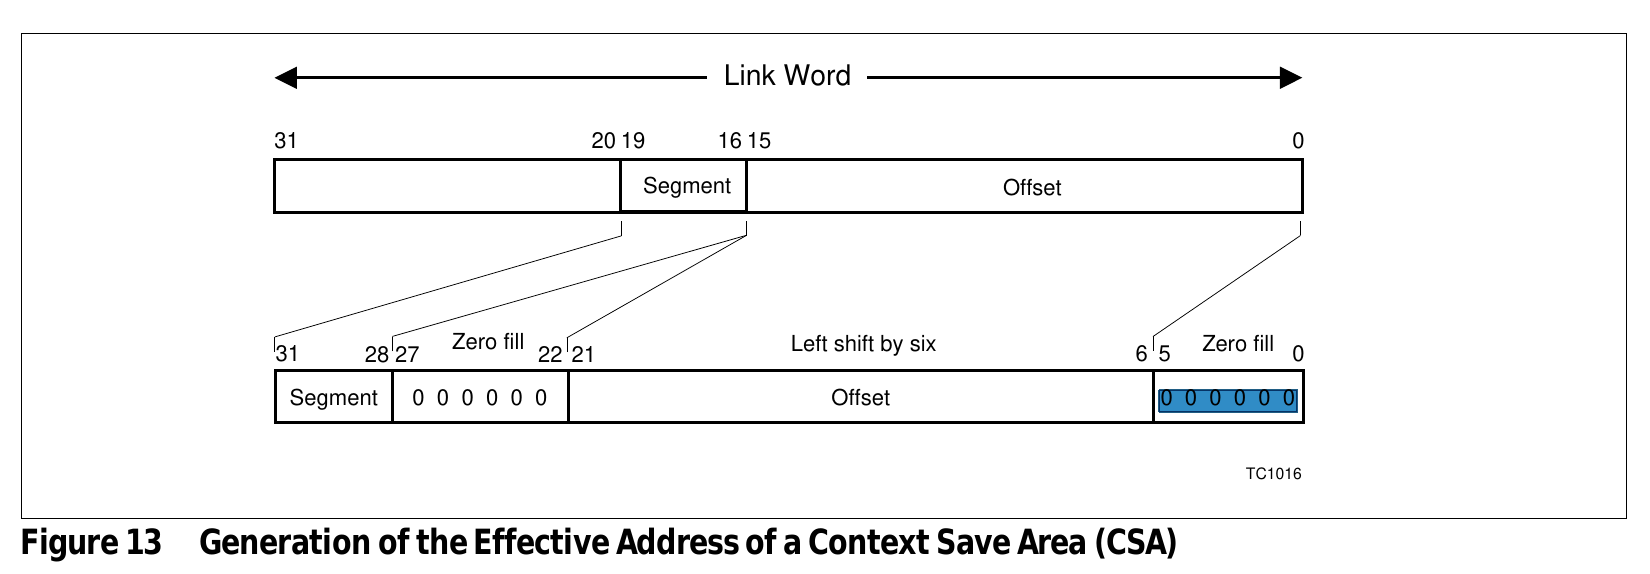 Link Word
31 20 19 16 15 0
Segment Offset
Zero fill Left shift by six Zero fill
31 28 27 22 21 6 5 0
Segment 0 0 0 0 0 0 Offset 0 0 0 0 0 0
TC1016
Figure 13 Generation of the Effective Address of a Context Save Area (CSA)